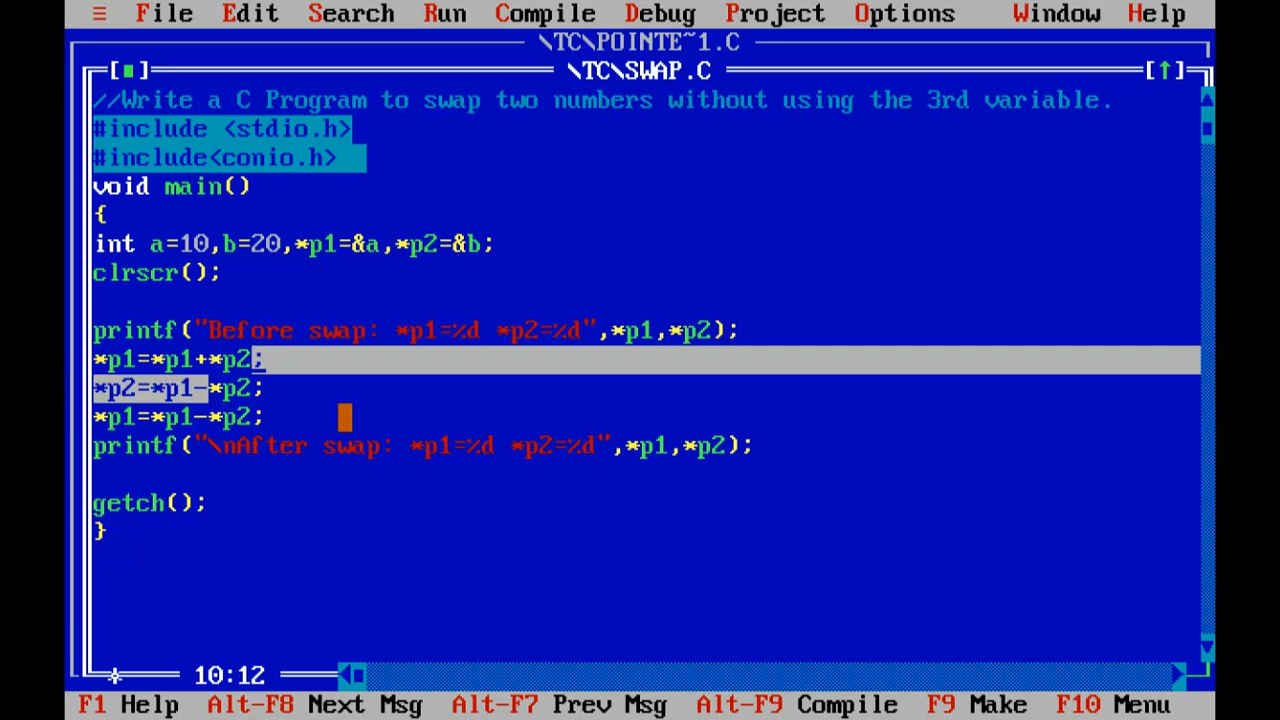 ≡ File Edit Search Run Compile Debug Project Options Window Help
\TC\POINTE~1.C
[■] \TC\SWAP.C [↑]
//Write a C Program to swap two numbers without using the 3rd variable.
#include <stdio.h>
#include<conio.h>
void main()
{
int a=10,b=20,*p1=&a,*p2=&b;
clrscr();
printf("Before swap: *p1=%d *p2=%d",*p1,*p2);
*p1=*p1+*p2;
*p2=*p1-*p2;
*p1=*p1-*p2;
printf("\nAfter swap: *p1=%d *p2=%d",*p1,*p2);
getch();
}
10:12
F1 Help Alt-F8 Next Msg Alt-F7 Prev Msg Alt-F9 Compile F9 Make F10 Menu